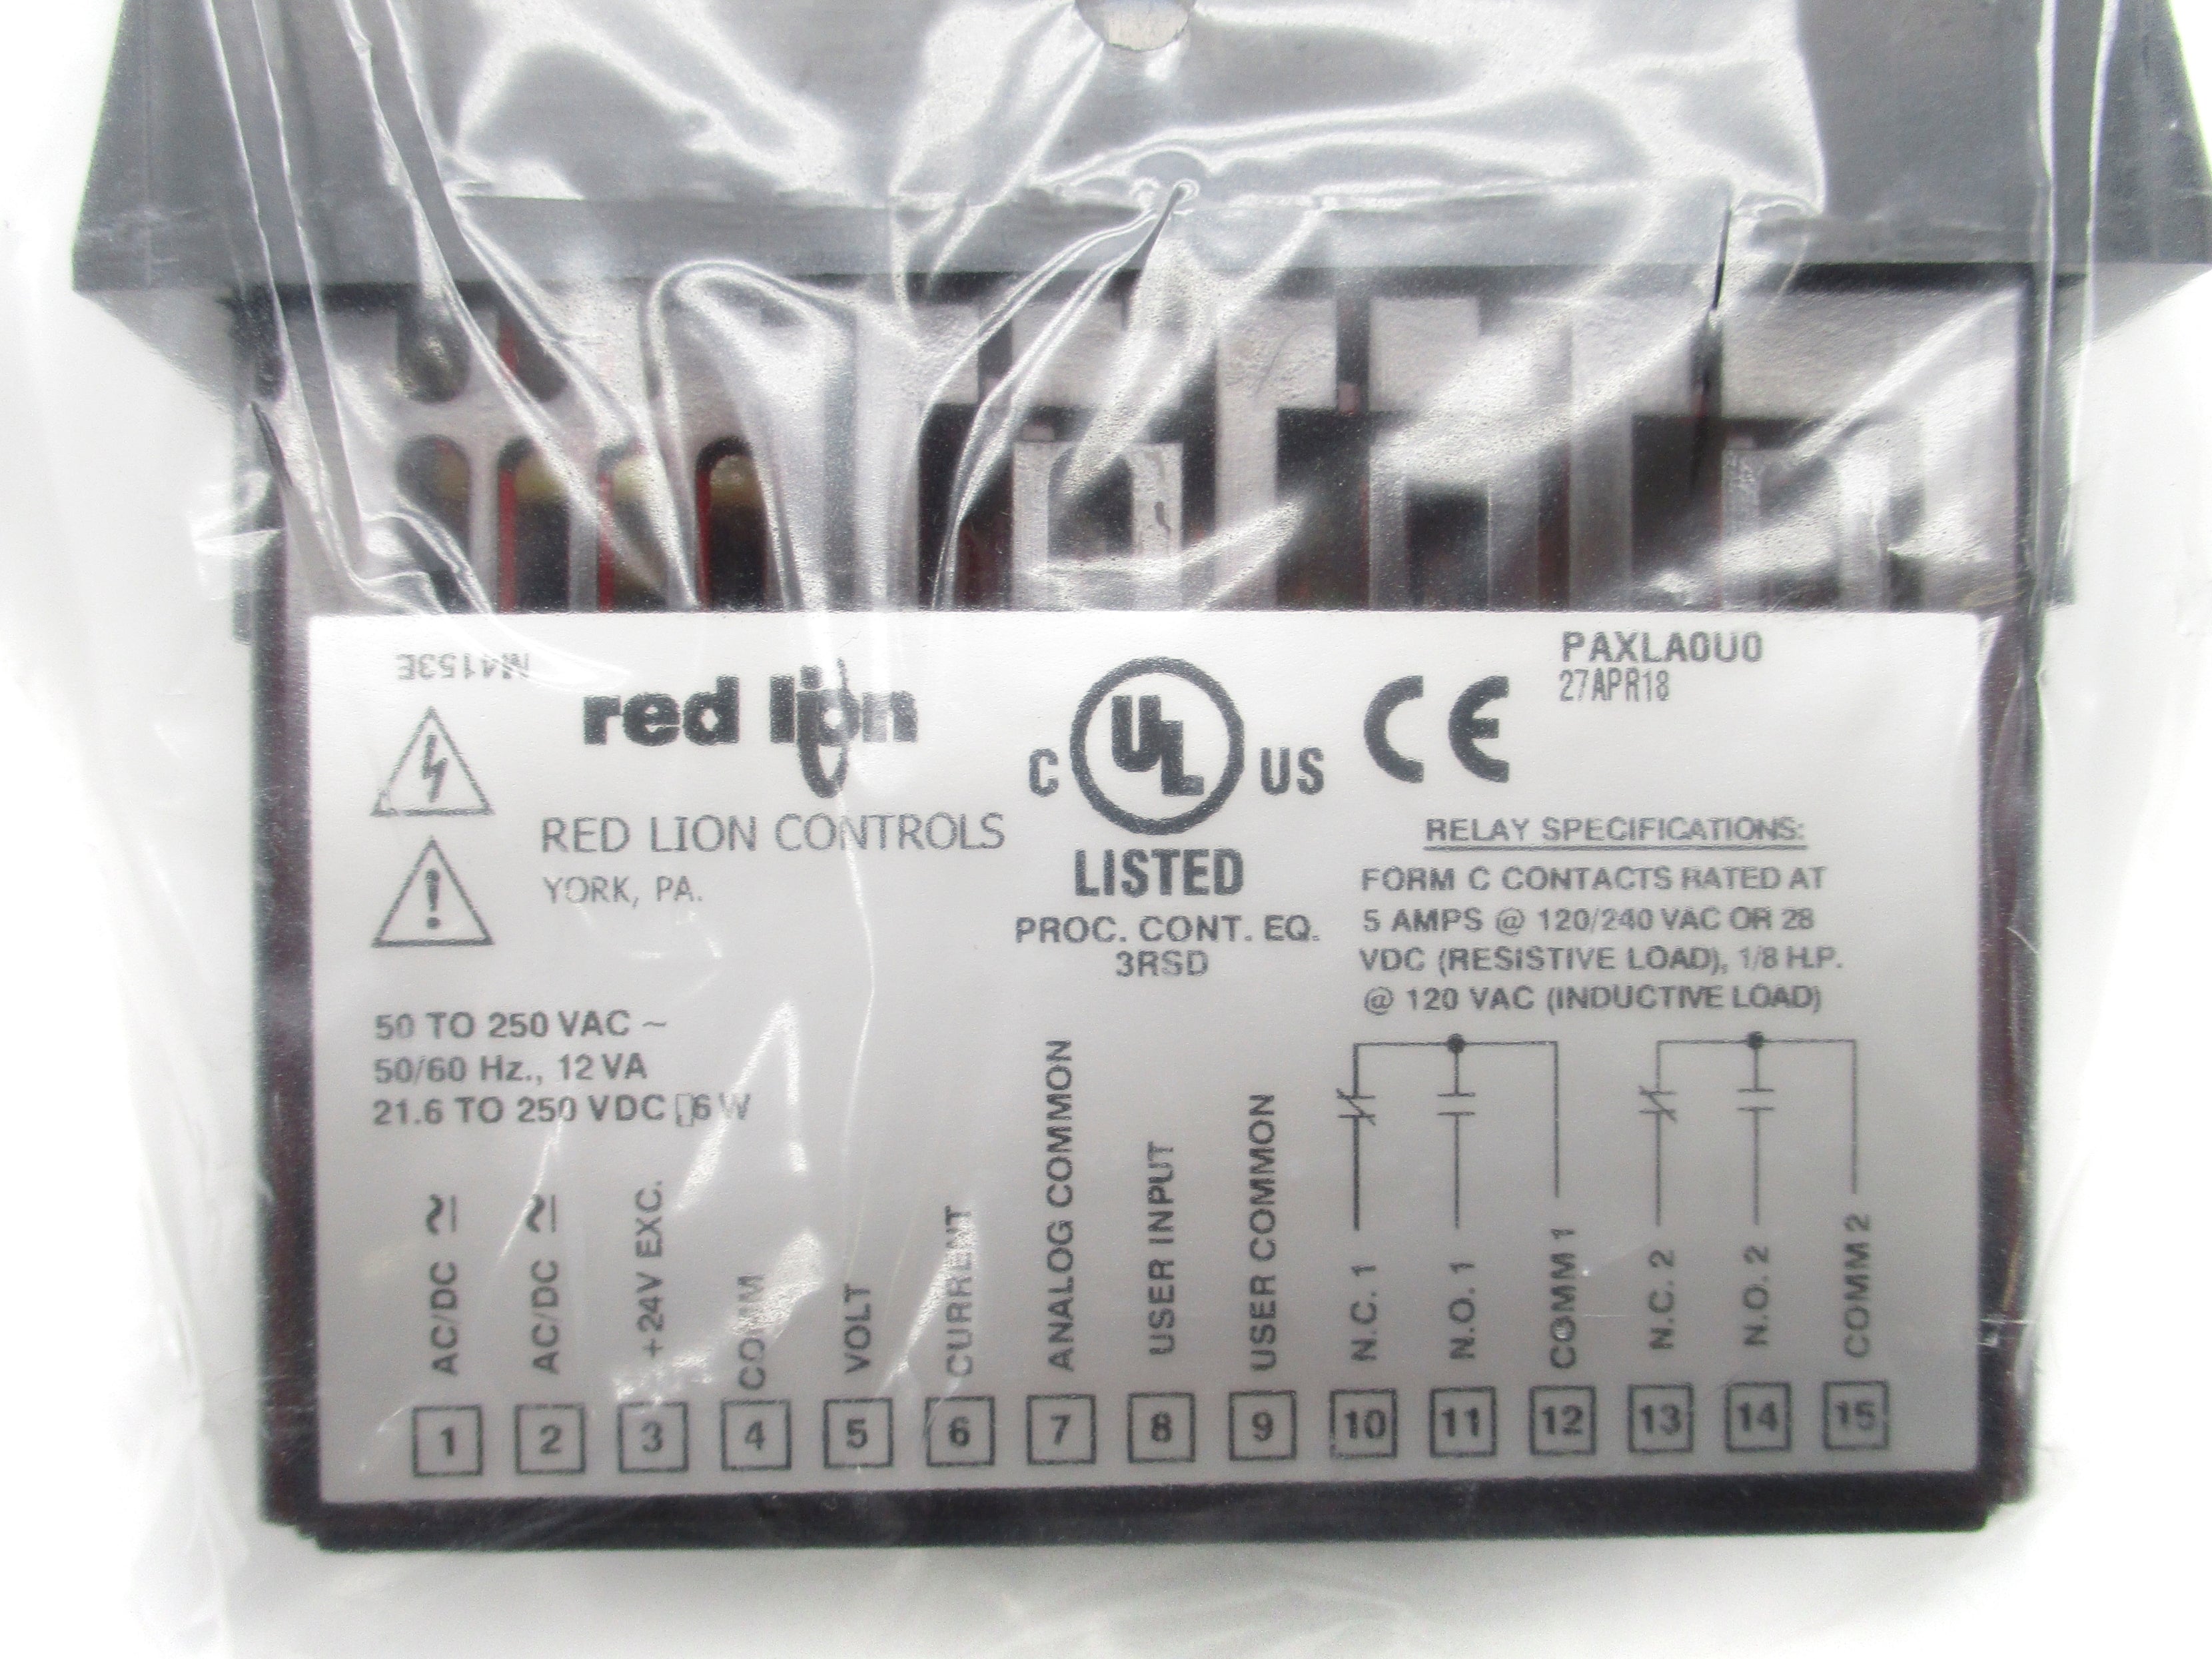 N4153E
red lion
RED LION CONTROLS
YORK, PA.
C UL US
LISTED
PROC. CONT. EQ.
3RSD
CE
PAXLA0U0
27APR18
RELAY SPECIFICATIONS:
FORM C CONTACTS RATED AT
5 AMPS @ 120/240 VAC OR 28
VDC (RESISTIVE LOAD), 1/8 H.P.
@ 120 VAC (INDUCTIVE LOAD)
50 TO 250 VAC ~
50/60 Hz., 12 VA
21.6 TO 250 VDC 6 W
AC/DC
AC/DC
+24V EXC.
COMM
VOLT
CURRENT
ANALOG COMMON
USER INPUT
USER COMMON
N.C. 1
N.O. 1
COMM 1
N.C. 2
N.O. 2
COMM 2
1 2 3 4 5 6 7 8 9 10 11 12 13 14 15